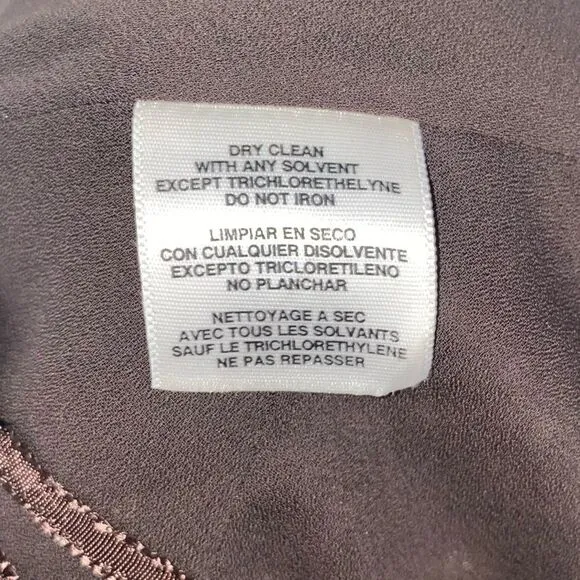 DRY CLEAN
WITH ANY SOLVENT
EXCEPT TRICHLORETHELYNE
DO NOT IRON
LIMPIAR EN SECO
CON CUALQUIER DISOLVENTE
EXCEPTO TRICLORETILENO
NO PLANCHAR
NETTOYAGE A SEC
AVEC TOUS LES SOLVANTS
SAUF LE TRICHLORETHYLENE
NE PAS REPASSER